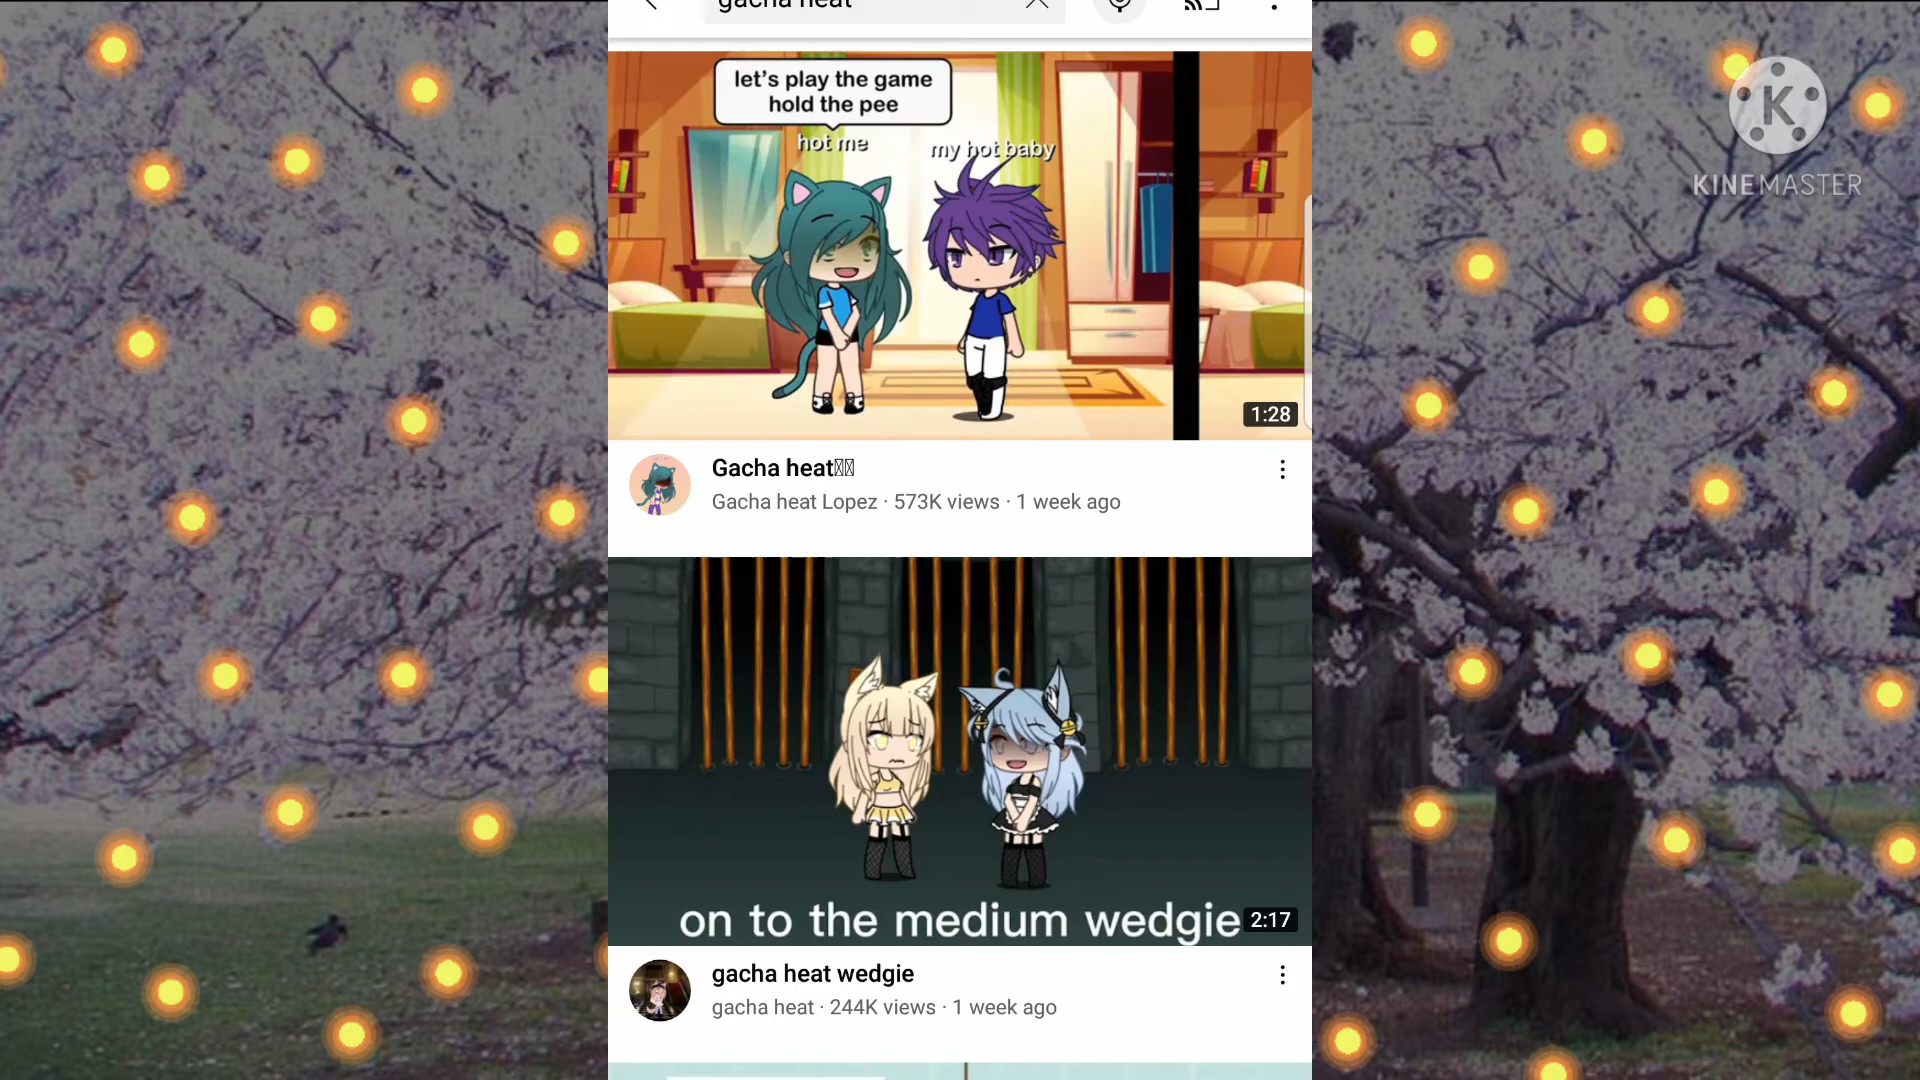 gacha heat
K
KINEMASTER
let's play the game
hold the pee
hot me
my hot baby
1:28
Gacha heat
Gacha heat Lopez · 573K views · 1 week ago
on to the medium wedgie
2:17
gacha heat wedgie
gacha heat · 244K views · 1 week ago